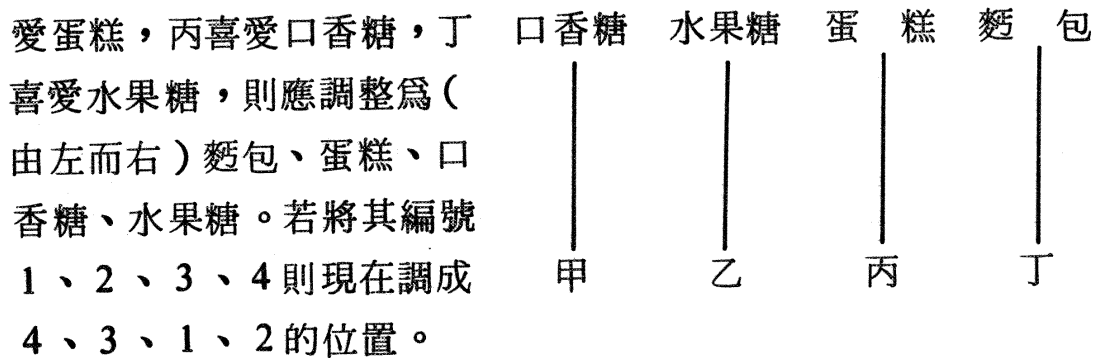 愛蛋糕，丙喜愛口香糖，丁
喜愛水果糖，則應調整爲（
由左而右）麪包、蛋糕、口
香糖、水果糖。若將其編號
1、2、3、4則現在調成
4、3、1、2的位置。
口香糖 水果糖 蛋糕 麪包
甲 乙 丙 丁